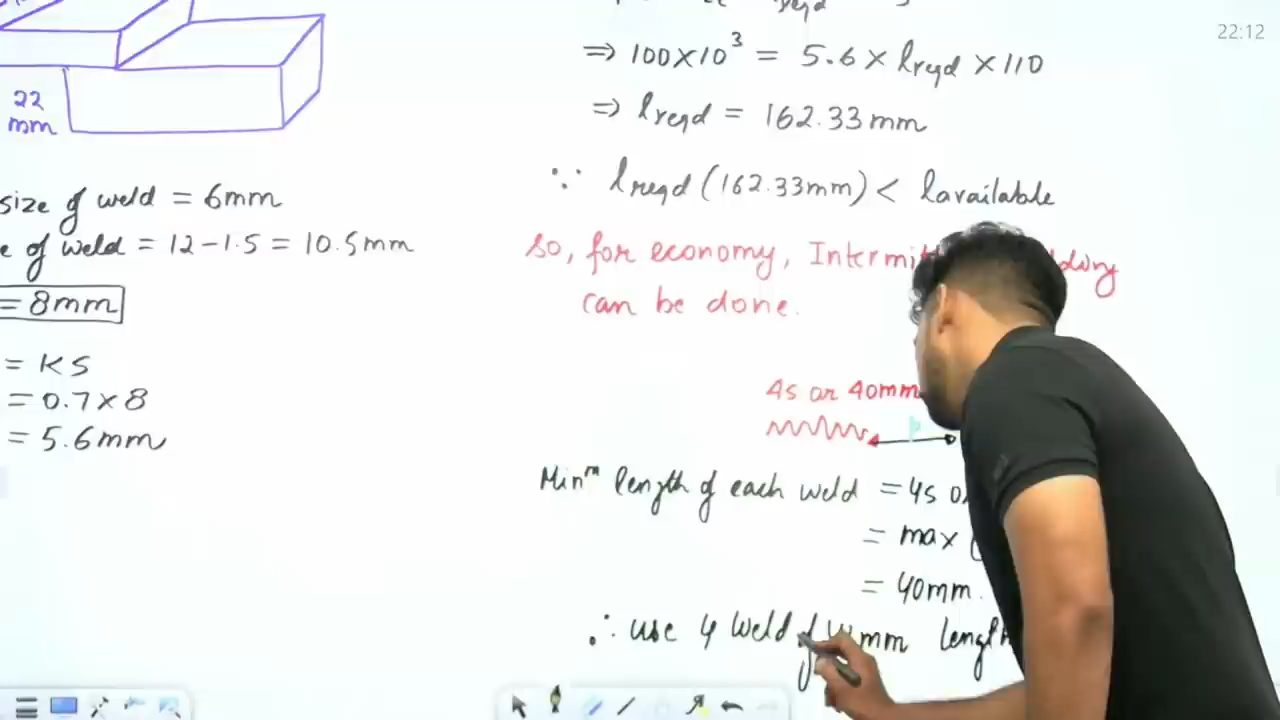 22:12
22
mm
size of weld = 6mm
e of weld = 12-1.5 = 10.5mm
= 8mm
= KS
= 0.7×8
= 5.6mm
⇒ 100×10³ = 5.6 × lreqd × 110
⇒ lreqd = 162.33mm
∵ lreqd (162.33mm) < lavailable
so, for economy,
can be done.
4s or 40mm
Minᵐ length of each weld = 4s
= max (
= 40mm.
∴ use 4 weld of mm length